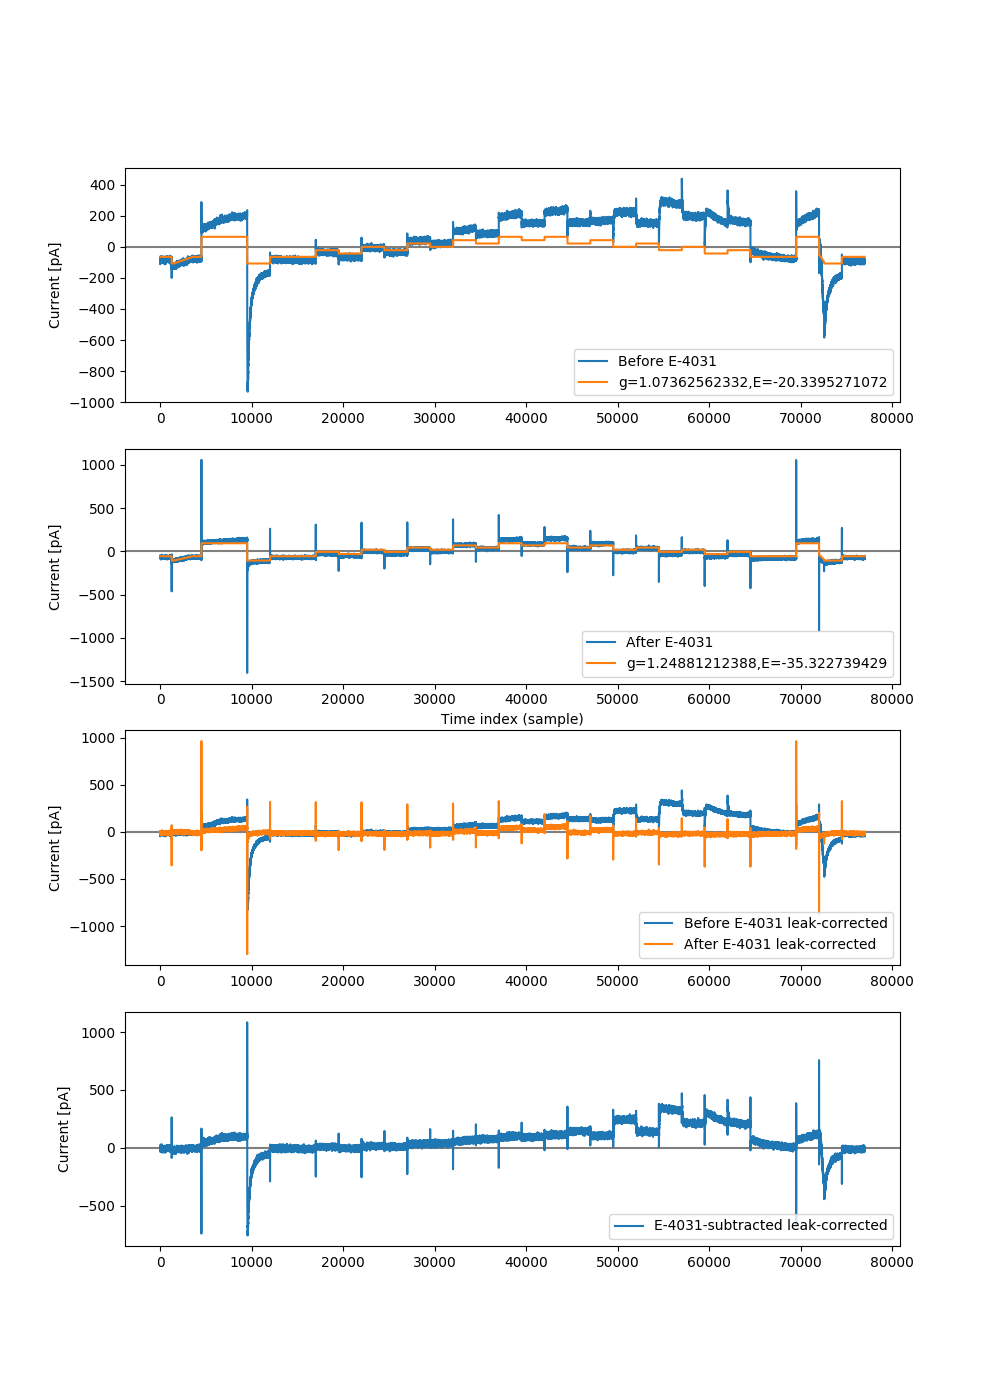 400
200
0
−200
−400
−600
−800
−1000
Current [pA]
Before E-4031
g=1.07362562332,E=-20.3395271072
0 10000 20000 30000 40000 50000 60000 70000 80000
1000
500
0
−500
−1000
−1500
Current [pA]
After E-4031
g=1.24881212388,E=-35.322739429
0 10000 20000 30000 40000 50000 60000 70000 80000
Time index (sample)
1000
500
0
−500
−1000
Current [pA]
Before E-4031 leak-corrected
After E-4031 leak-corrected
0 10000 20000 30000 40000 50000 60000 70000 80000
1000
500
0
−500
Current [pA]
E-4031-subtracted leak-corrected
0 10000 20000 30000 40000 50000 60000 70000 80000